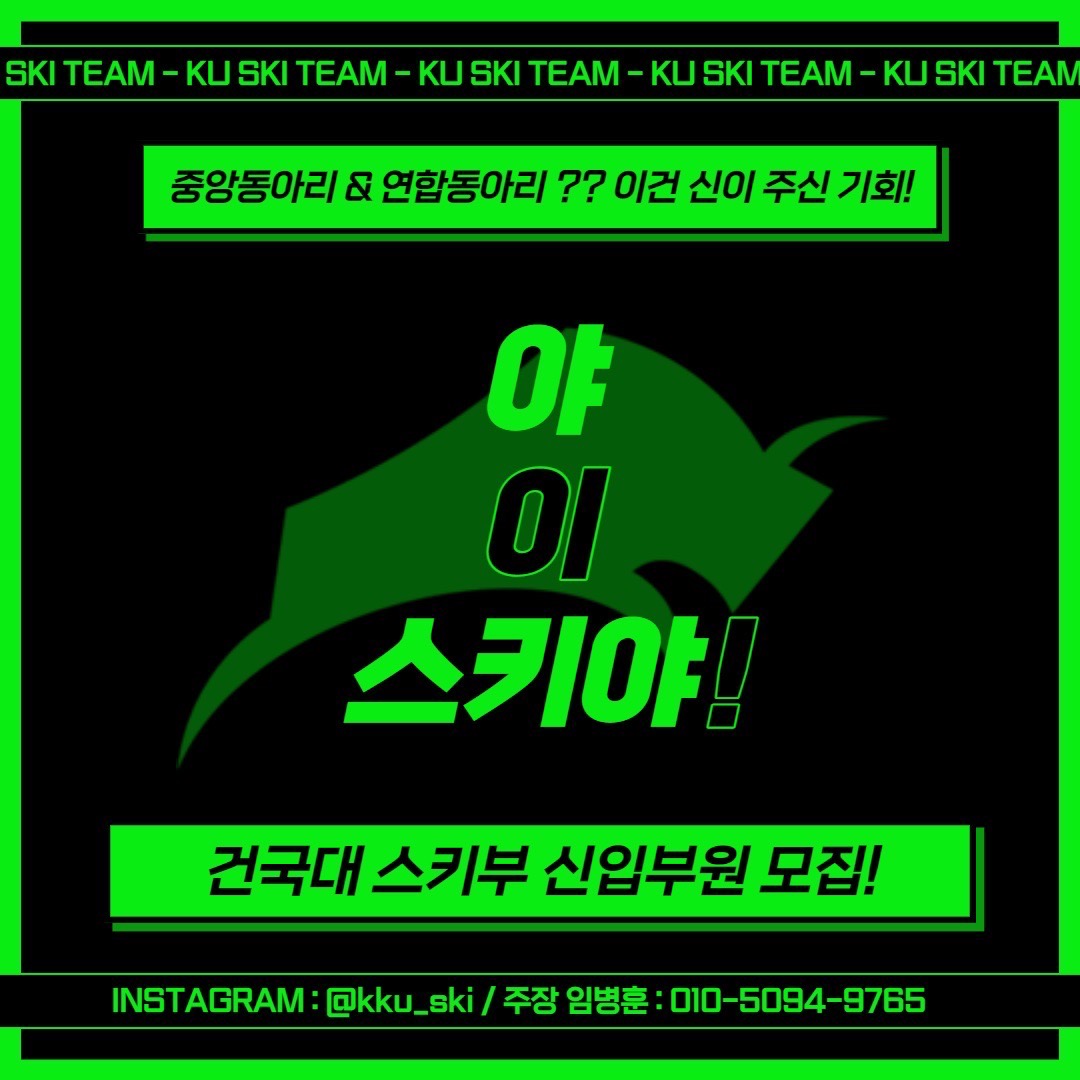 SKI TEAM - KU SKI TEAM - KU SKI TEAM - KU SKI TEAM - KU SKI TEAM
중앙동아리 & 연합동아리 ?? 이건 신이 주신 기회!
야
이
스키야!
건국대 스키부 신입부원 모집!
INSTAGRAM : @kku_ski / 주장 임병훈 : 010-5094-9765